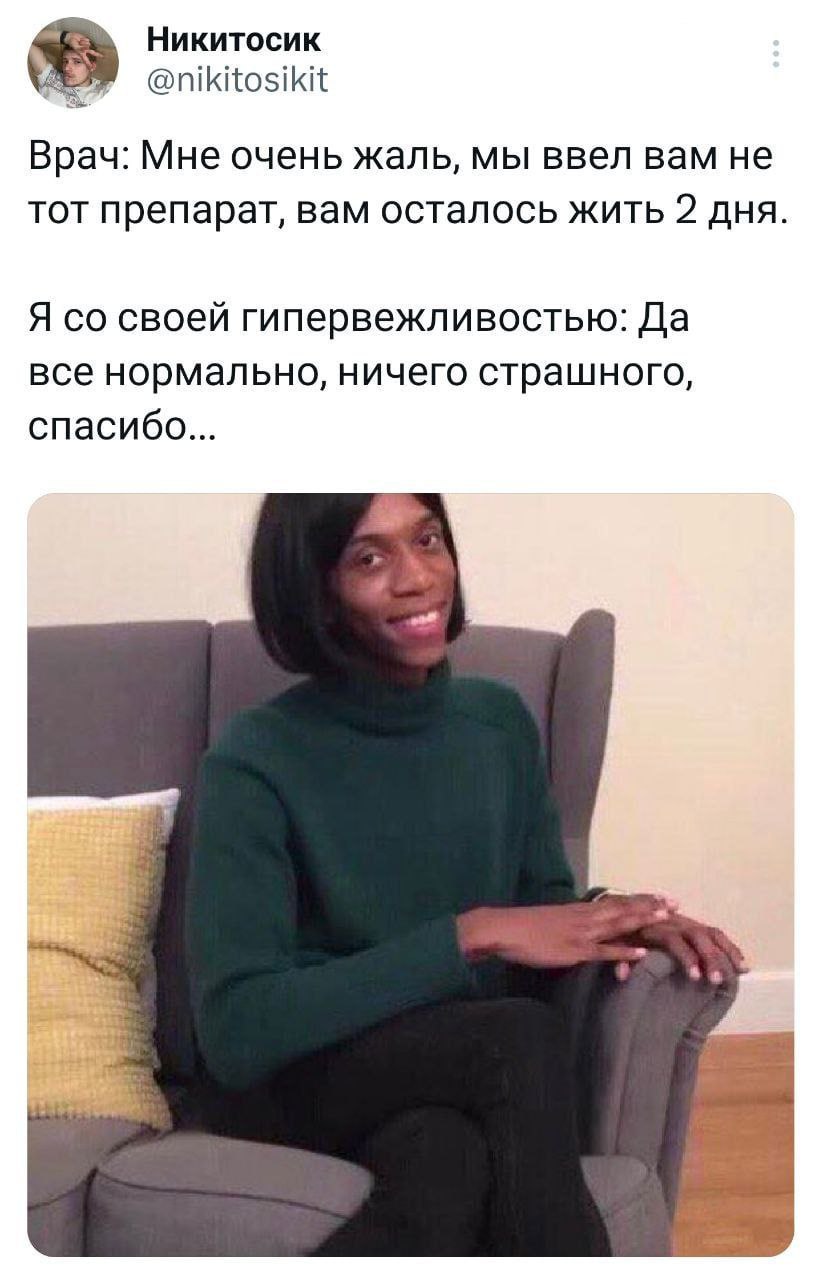 Никитосик
@nikitosikit
Врач: Мне очень жаль, мы ввел вам не
тот препарат, вам осталось жить 2 дня.
Я со своей гипервежливостью: Да
все нормально, ничего страшного,
спасибо...